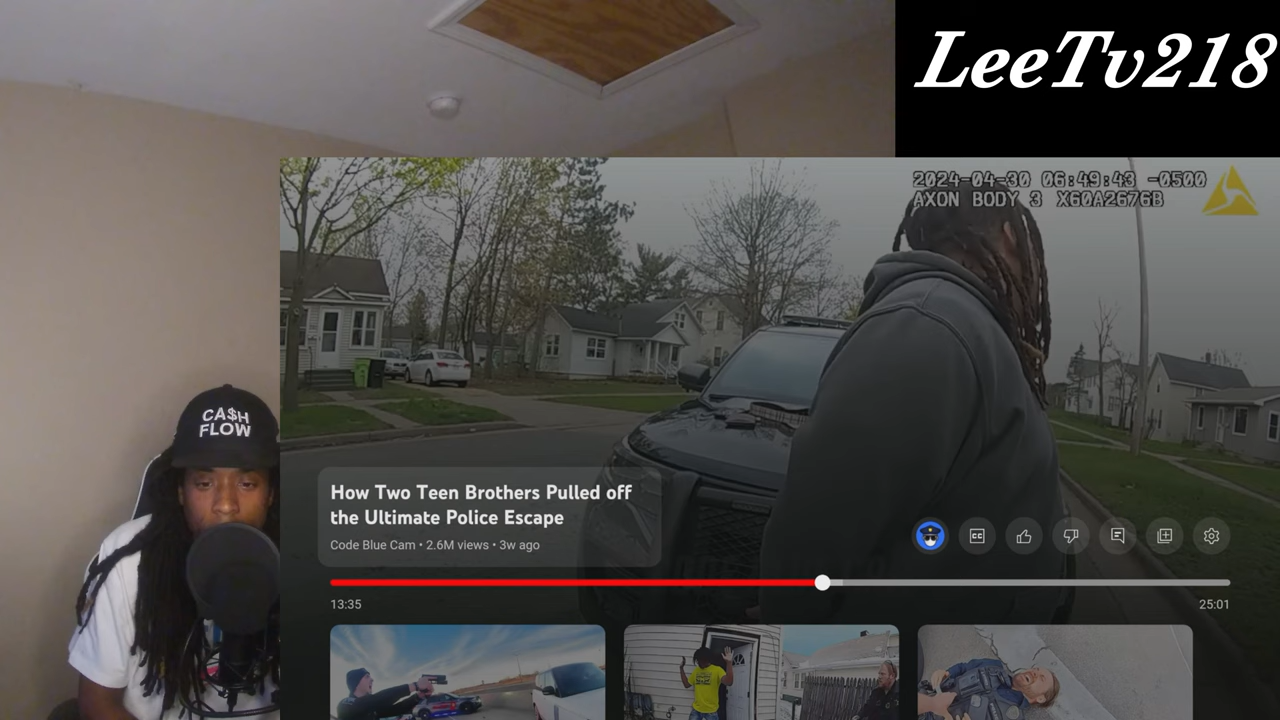 LeeTv218
2024-04-30 06:49:43 -0500
AXON BODY 3 X60A2676B
CA$H
FLOW
How Two Teen Brothers Pulled off
the Ultimate Police Escape
Code Blue Cam • 2.6M views • 3w ago
CC
13:35
25:01